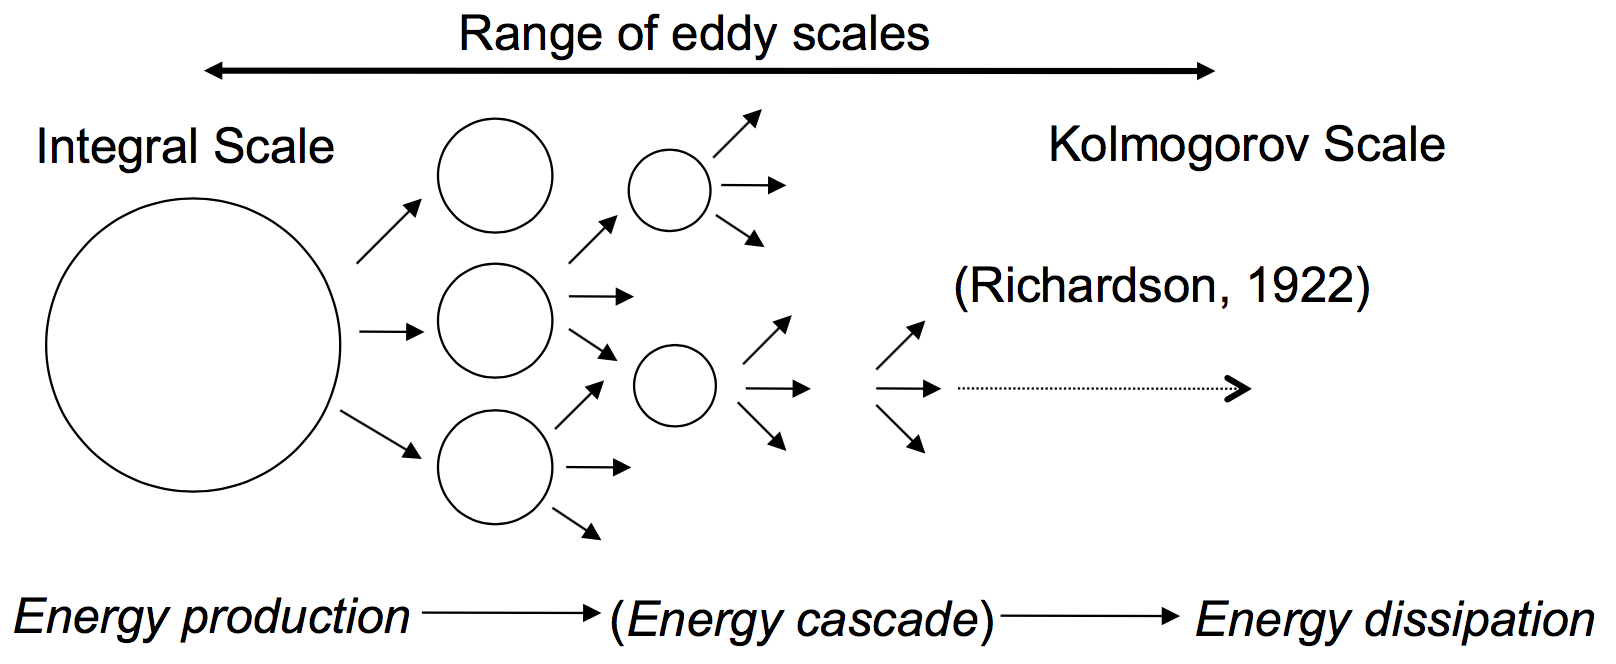 Range of eddy scales
Integral Scale
Kolmogorov Scale
(Richardson, 1922)
Energy production
(Energy cascade)
Energy dissipation